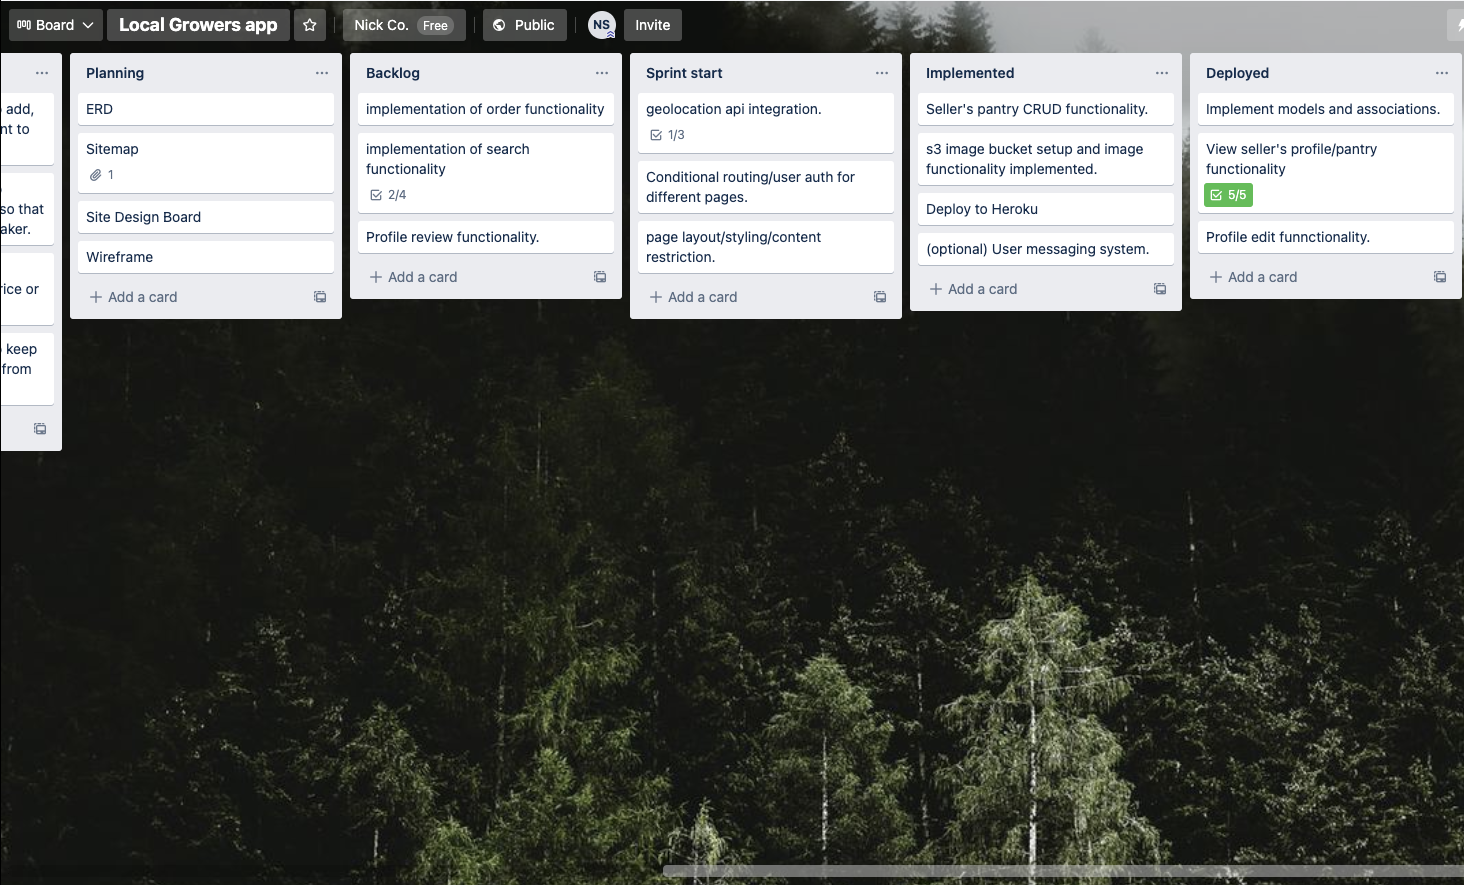 Board
Local Growers app
Nick Co. Free
Public
NS
Invite
add,
nt to
so that
aker.
rice or
keep
from
Planning
ERD
Sitemap
1
Site Design Board
Wireframe
+ Add a card
Backlog
implementation of order functionality
implementation of search
functionality
2/4
Profile review functionality.
+ Add a card
Sprint start
geolocation api integration.
1/3
Conditional routing/user auth for
different pages.
page layout/styling/content
restriction.
+ Add a card
Implemented
Seller's pantry CRUD functionality.
s3 image bucket setup and image
functionality implemented.
Deploy to Heroku
(optional) User messaging system.
+ Add a card
Deployed
Implement models and associations.
View seller's profile/pantry
functionality
5/5
Profile edit funnctionality.
+ Add a card